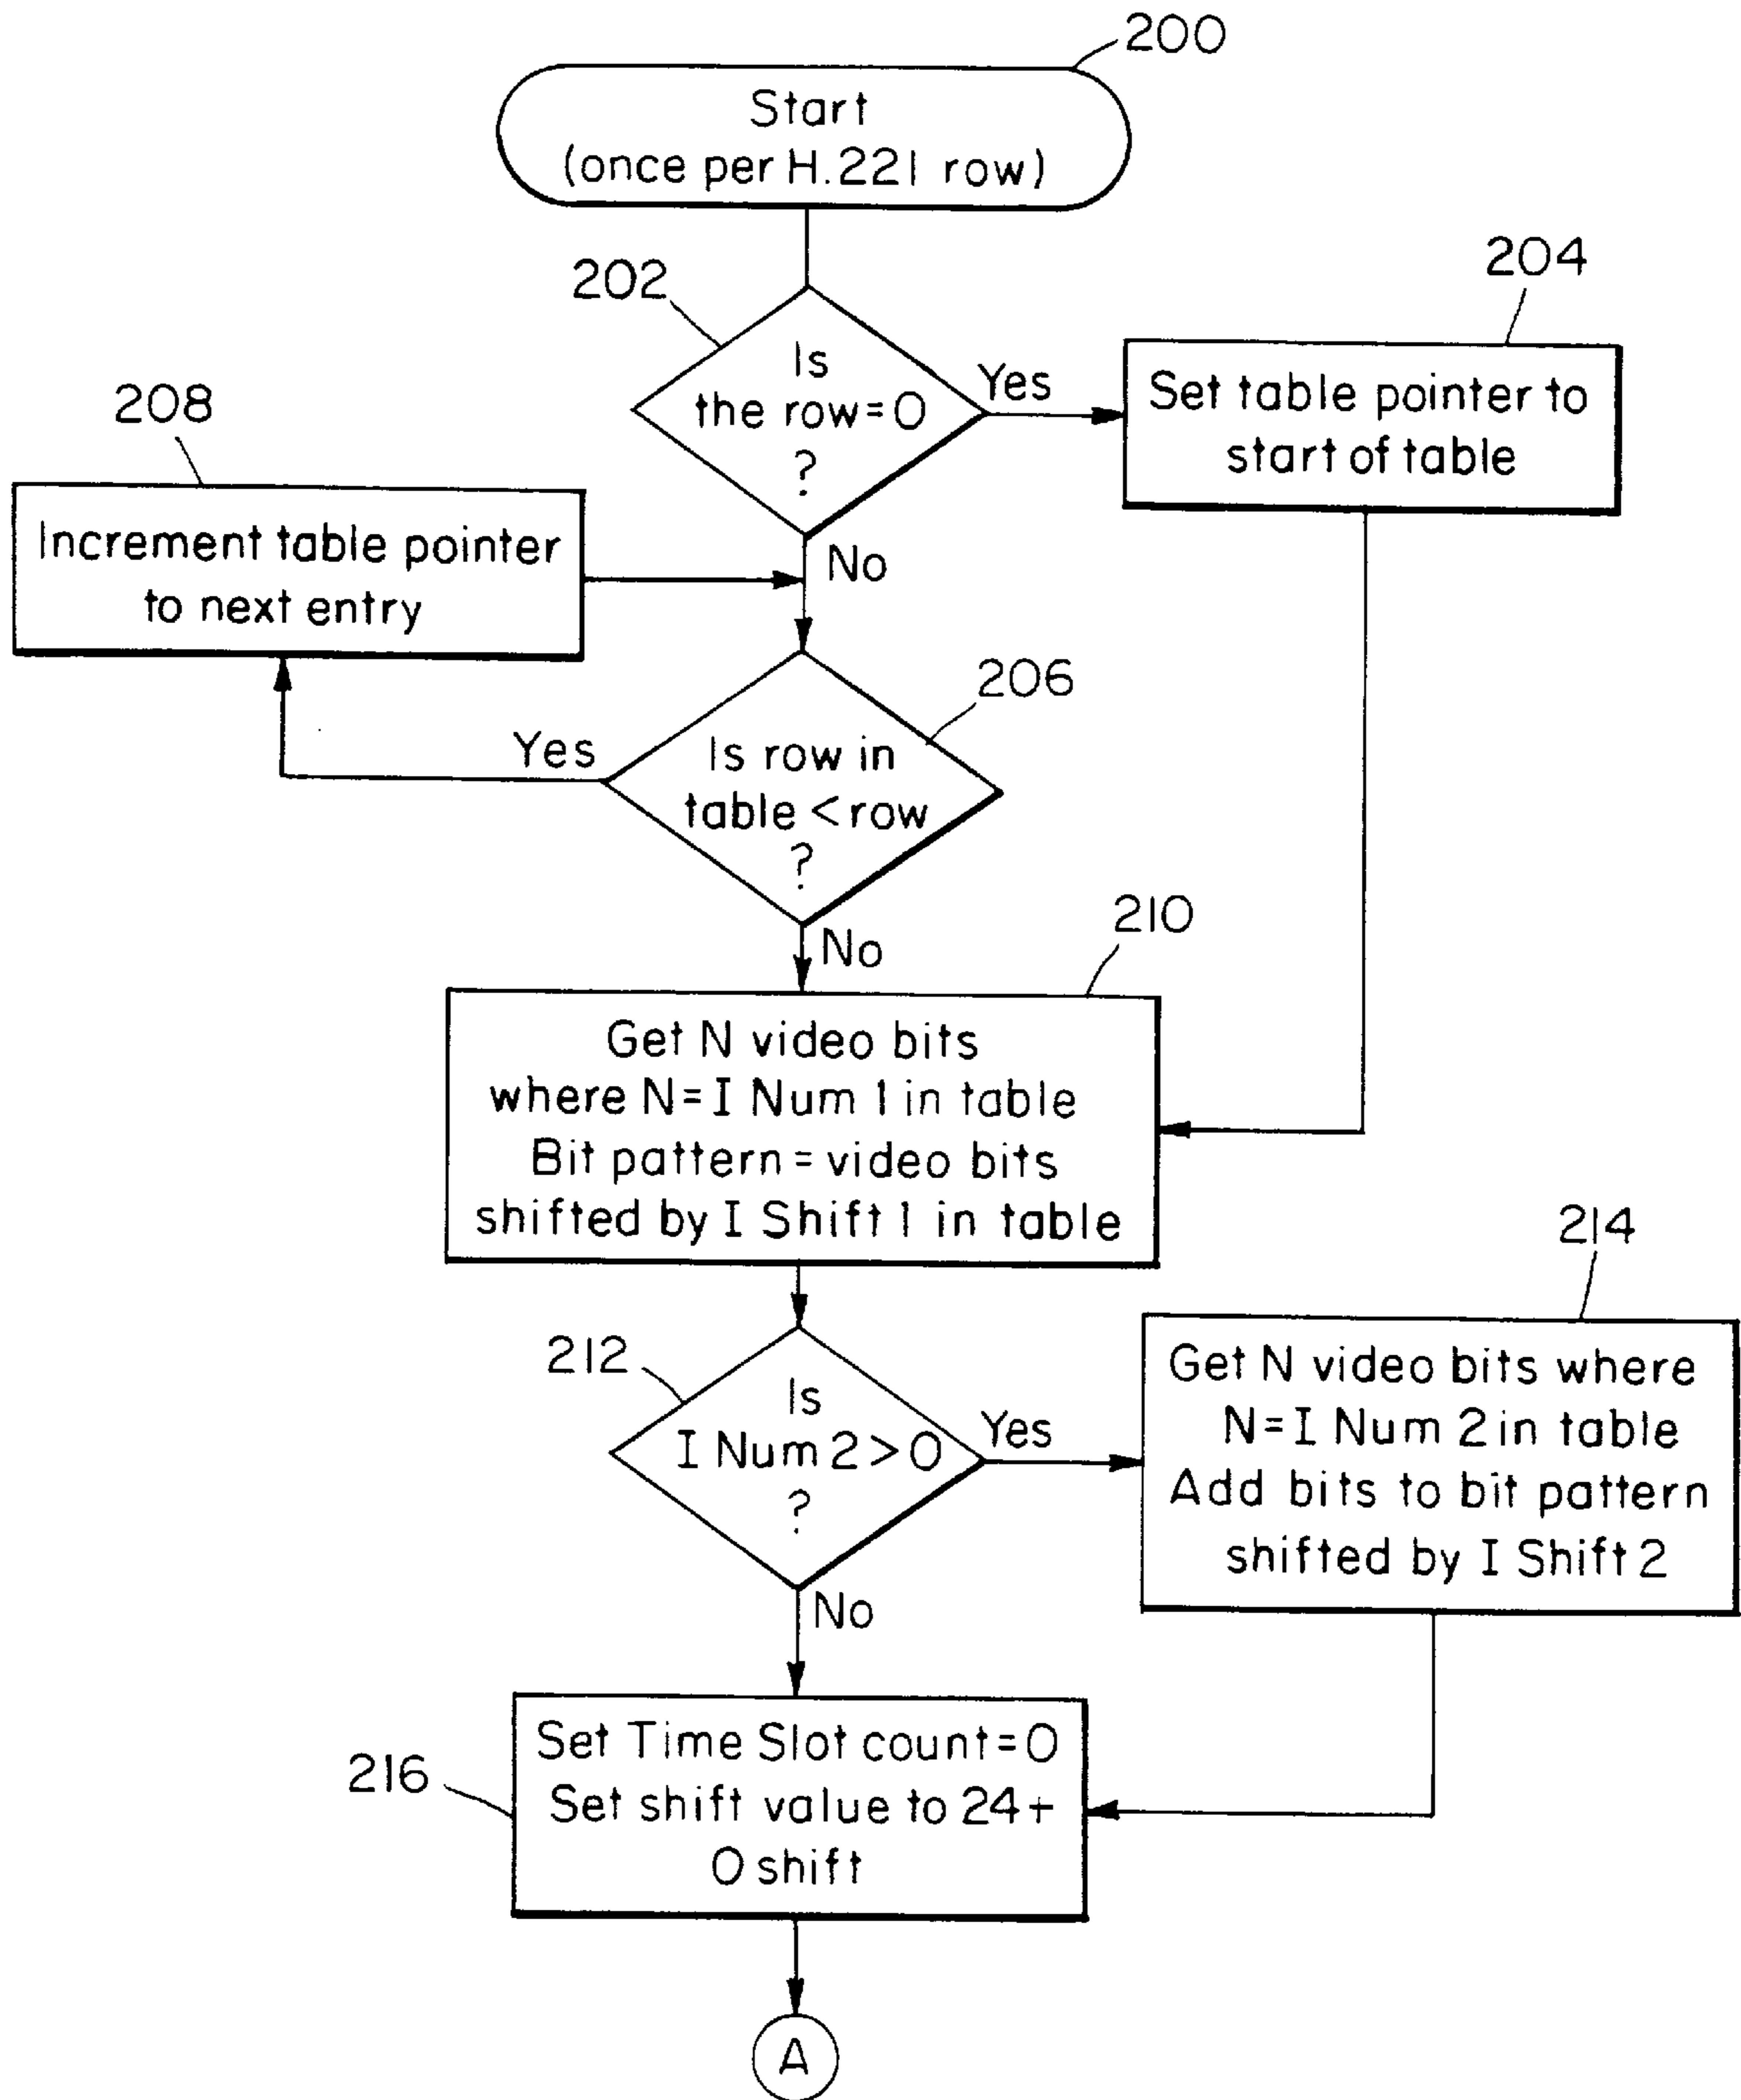 200
Start
(once per H.221 row)
202
Is
the row=0
?
Yes
204
Set table pointer to
start of table
208
Increment table pointer
to next entry
No
206
Yes
Is row in
table < row
?
No
210
Get N video bits
where N=I Num 1 in table
Bit pattern = video bits
shifted by I Shift 1 in table
212
Is
I Num 2 > 0
?
Yes
214
Get N video bits where
N=I Num 2 in table
Add bits to bit pattern
shifted by I Shift 2
No
216
Set Time Slot count=0
Set shift value to 24+
O shift
A